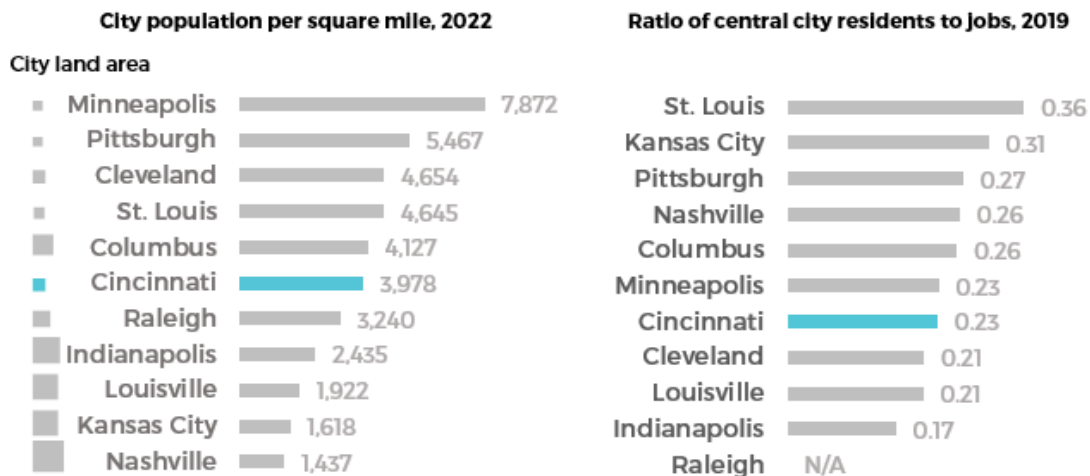 City population per square mile, 2022
City land area
Minneapolis 7,872
Pittsburgh 5,467
Cleveland 4,654
St. Louis 4,645
Columbus 4,127
Cincinnati 3,978
Raleigh 3,240
Indianapolis 2,435
Louisville 1,922
Kansas City 1,618
Nashville 1,437
Ratio of central city residents to jobs, 2019
St. Louis 0.36
Kansas City 0.31
Pittsburgh 0.27
Nashville 0.26
Columbus 0.26
Minneapolis 0.23
Cincinnati 0.23
Cleveland 0.21
Louisville 0.21
Indianapolis 0.17
Raleigh N/A